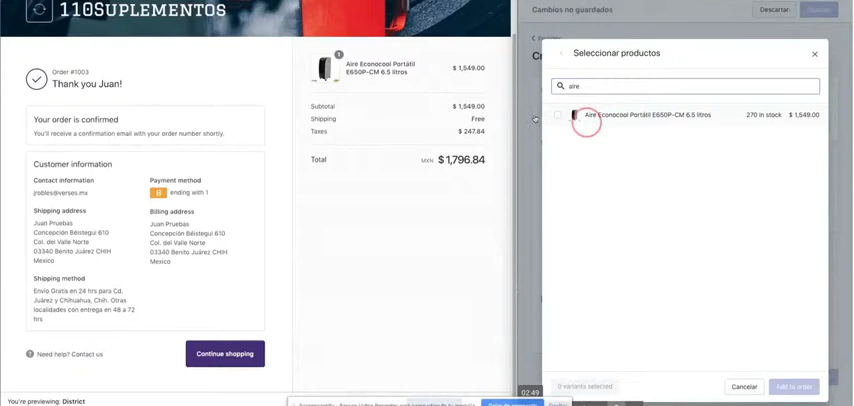 110SUPLEMENTOS
Order #1003
Thank you Juan!
Your order is confirmed
You'll receive a confirmation email with your order number shortly.
Customer information
Contact information
jrobles@verses.mx
Payment method
B ending with 1
Shipping address
Juan Pruebas
Concepción Béistegui 610
Col. del Valle Norte
03340 Benito Juárez CHIH
Mexico
Billing address
Juan Pruebas
Concepción Béistegui 610
Col. del Valle Norte
03340 Benito Juárez CHIH
Mexico
Shipping method
Envío Gratis en 24 hrs para Cd.
Juárez y Chihuahua, Chih. Otras
localidades con entrega en 48 a 72
hrs
? Need help? Contact us
Continue shopping
You're previewing: District
1
Aire Econocool Portátil
E650P-CM 6.5 litros
$ 1,549.00
Subtotal $ 1,549.00
Shipping Free
Taxes $ 247.84
Total MXN $ 1,796.84
Cambios no guardados
Descartar
Seleccionar productos
aire
Aire Econocool Portátil E650P-CM 6.5 litros 270 in stock $ 1,549.00
0 variants selected
Cancelar
Add to order
02:49